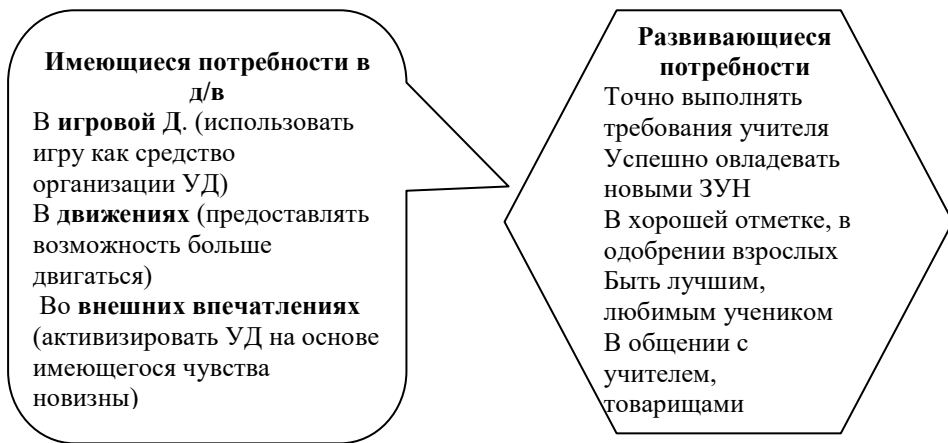 Имеющиеся потребности в
д/в
В игровой Д. (использовать
игру как средство
организации УД)
В движениях (предоставлять
возможность больше
двигаться)
Во внешних впечатлениях
(активизировать УД на основе
имеющегося чувства
новизны)
Развивающиеся
потребности
Точно выполнять
требования учителя
Успешно овладевать
новыми ЗУН
В хорошей отметке, в
одобрении взрослых
Быть лучшим,
любимым учеником
В общении с
учителем,
товарищами